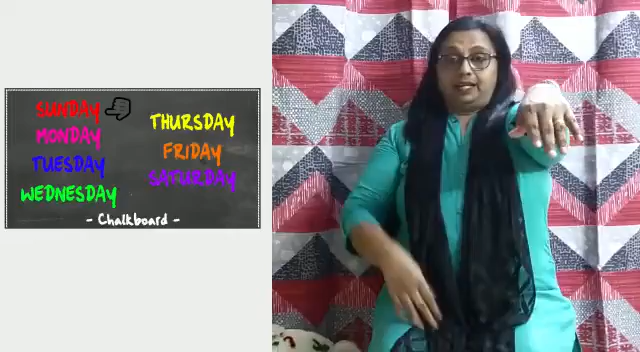 SUNDAY
MONDAY
TUESDAY
WEDNESDAY
THURSDAY
FRIDAY
SATURDAY
- Chalkboard -